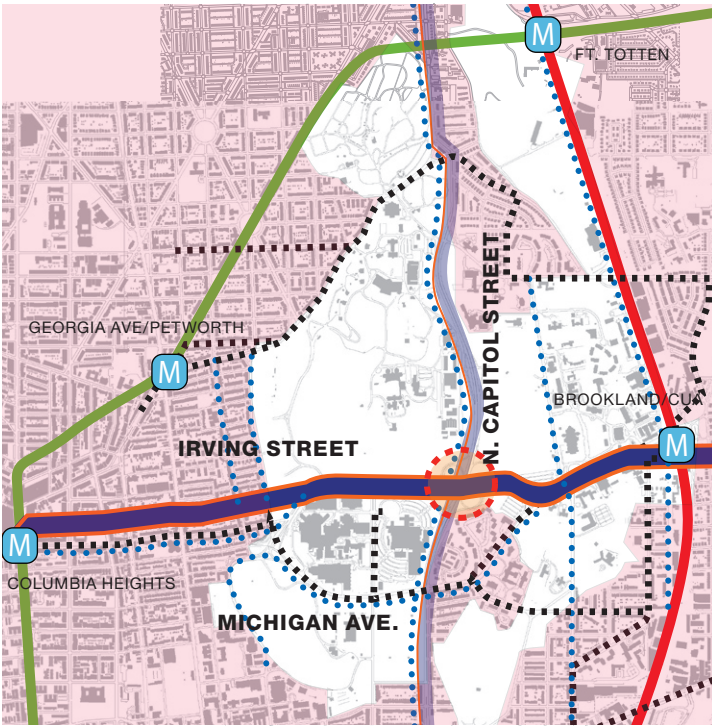 M
FT. TOTTEN
N. CAPITOL STREET
GEORGIA AVE/PETWORTH
M
BROOKLAND/CUA
M
IRVING STREET
M
COLUMBIA HEIGHTS
MICHIGAN AVE.